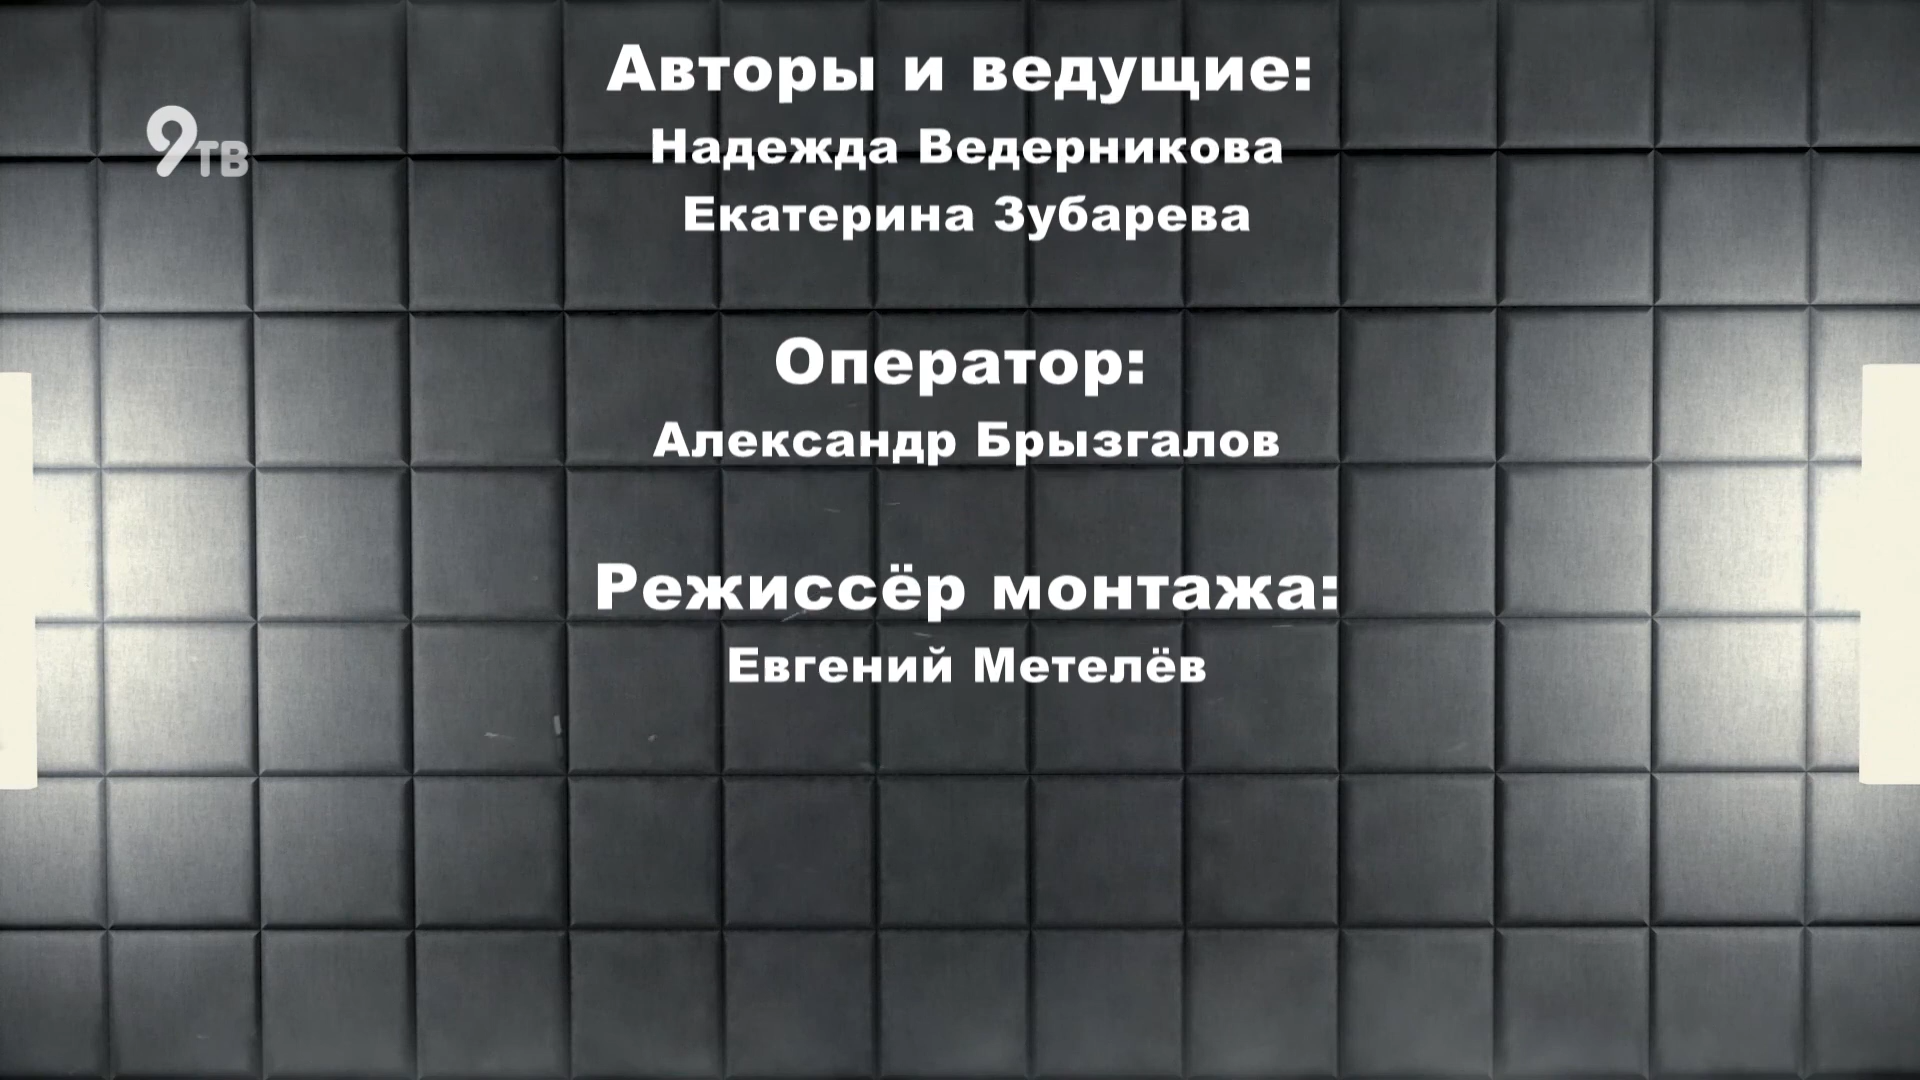 Авторы и ведущие:
9ТВ
Надежда Ведерникова
Екатерина Зубарева
Оператор:
Александр Брызгалов
Режиссёр монтажа:
Евгений Метелёв